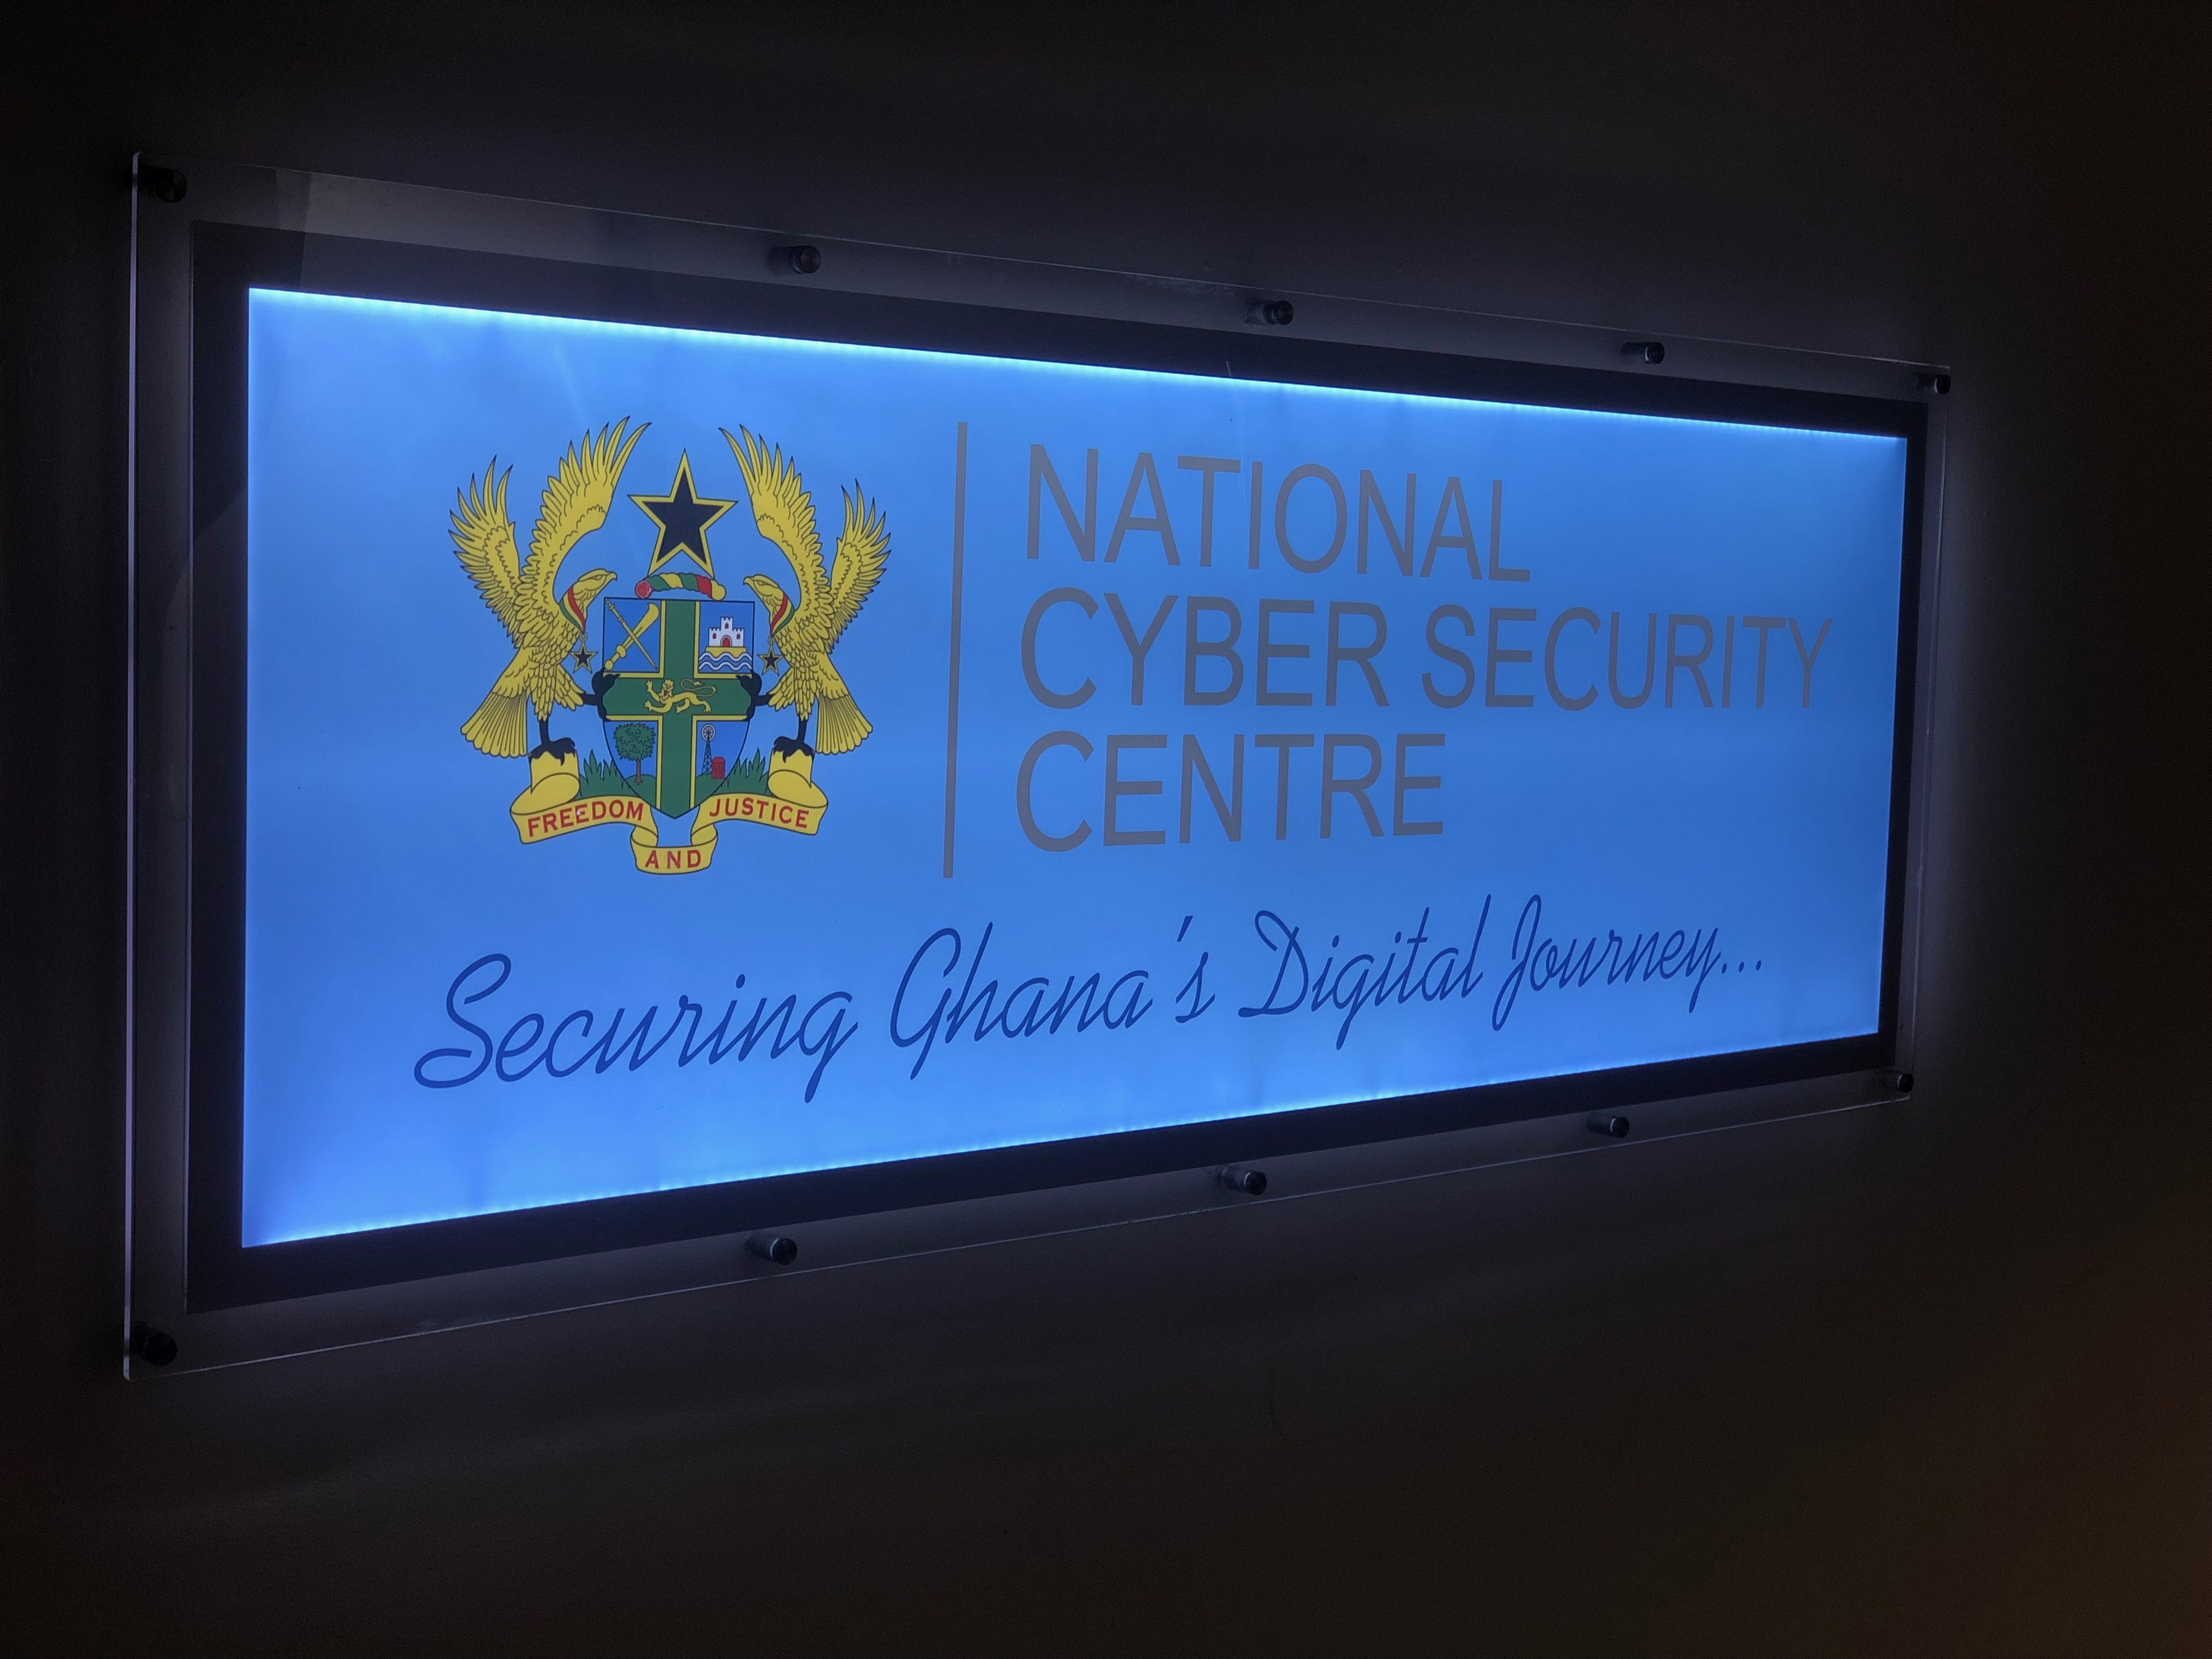 FREEDOM JUSTICE
AND
NATIONAL
CYBER SECURITY
CENTRE
Securing Ghana's Digital Journey...